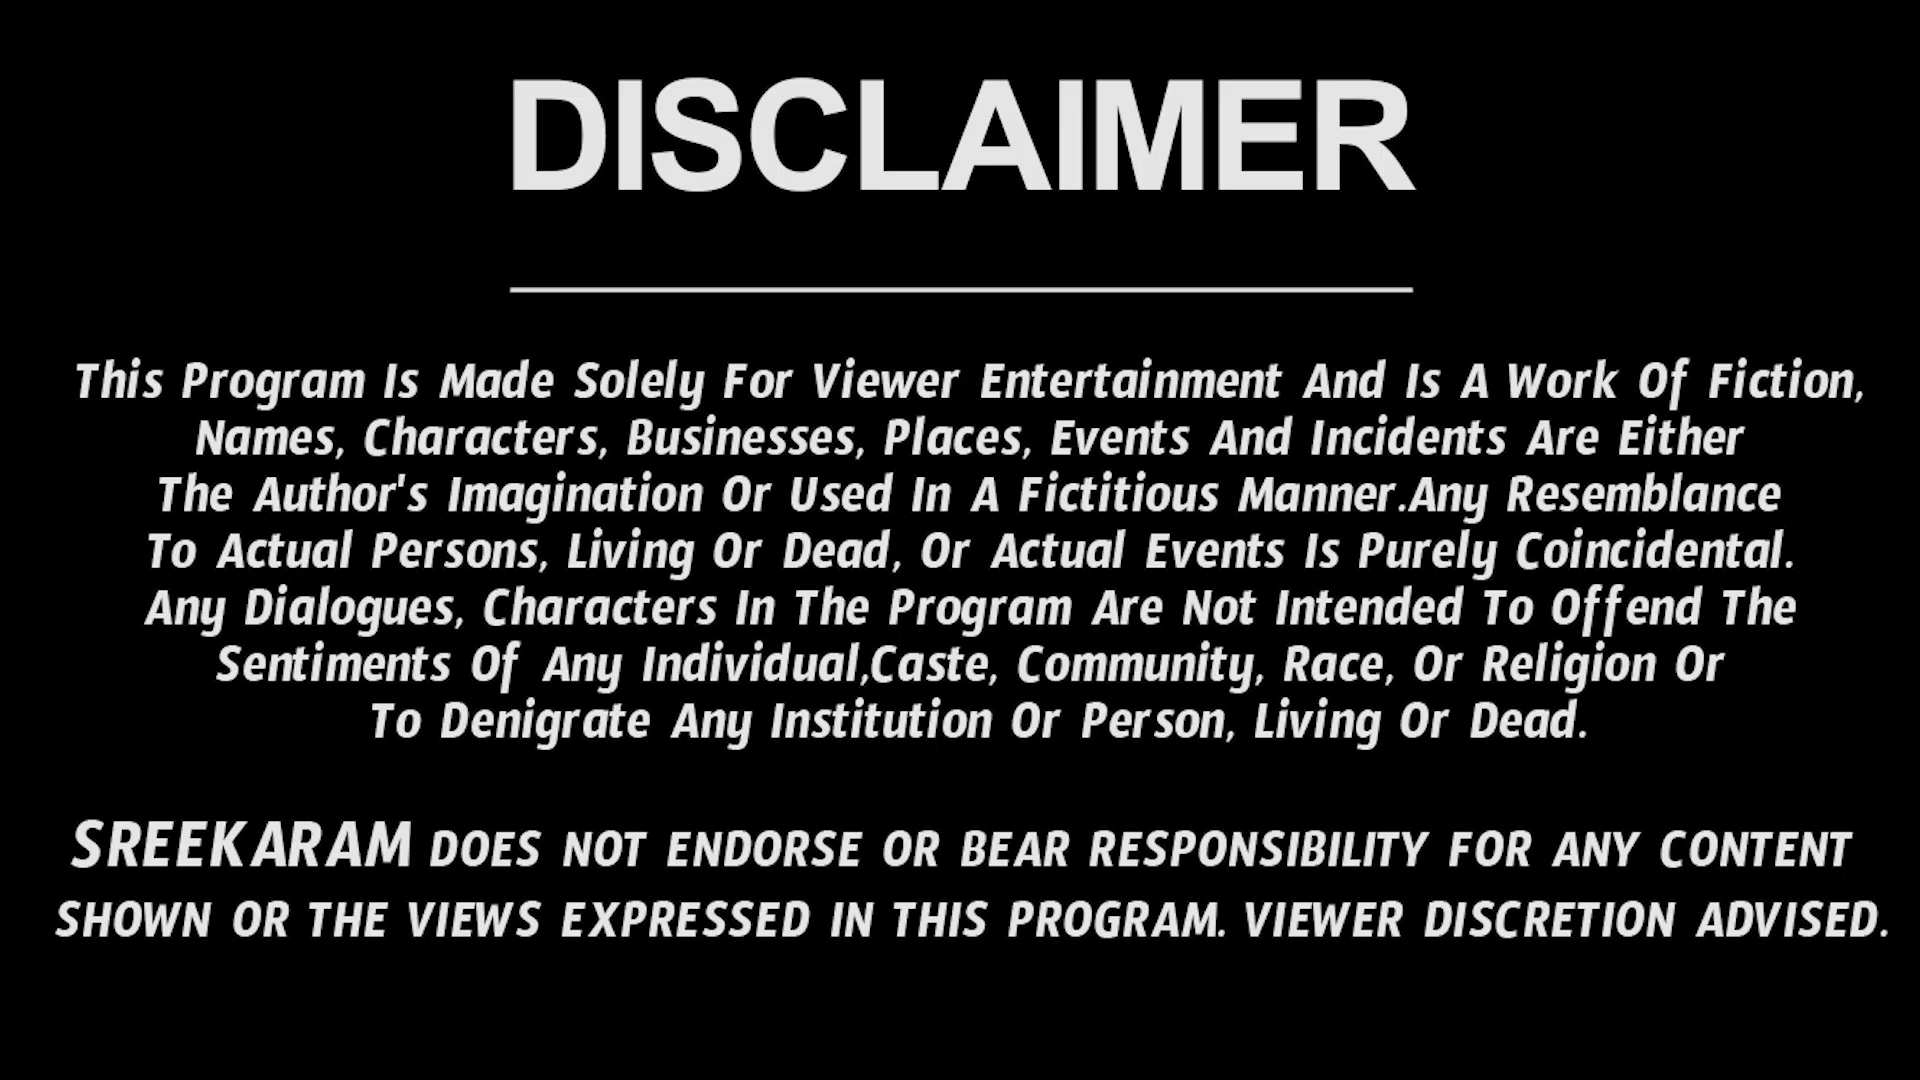 DISCLAIMER
This Program Is Made Solely For Viewer Entertainment And Is A Work Of Fiction,
Names, Characters, Businesses, Places, Events And Incidents Are Either
The Author's Imagination Or Used In A Fictitious Manner.Any Resemblance
To Actual Persons, Living Or Dead, Or Actual Events Is Purely Coincidental.
Any Dialogues, Characters In The Program Are Not Intended To Offend The
Sentiments Of Any Individual,Caste, Community, Race, Or Religion Or
To Denigrate Any Institution Or Person, Living Or Dead.
SREEKARAM DOES NOT ENDORSE OR BEAR RESPONSIBILITY FOR ANY CONTENT
SHOWN OR THE VIEWS EXPRESSED IN THIS PROGRAM. VIEWER DISCRETION ADVISED.